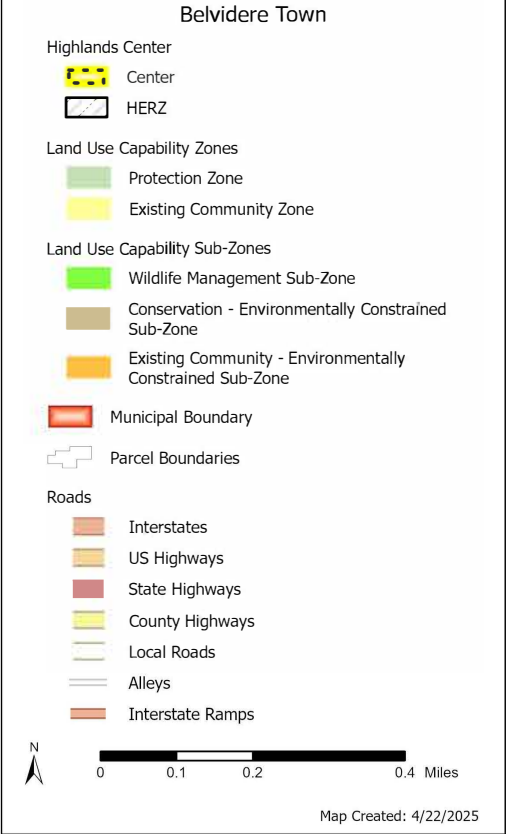 Belvidere Town
Highlands Center
Center
HERZ
Land Use Capability Zones
Protection Zone
Existing Community Zone
Land Use Capability Sub-Zones
Wildlife Management Sub-Zone
Conservation - Environmentally Constrained
Sub-Zone
Existing Community - Environmentally
Constrained Sub-Zone
Municipal Boundary
Parcel Boundaries
Roads
Interstates
US Highways
State Highways
County Highways
Local Roads
Alleys
Interstate Ramps
N
0 0.1 0.2 0.4 Miles
Map Created: 4/22/2025